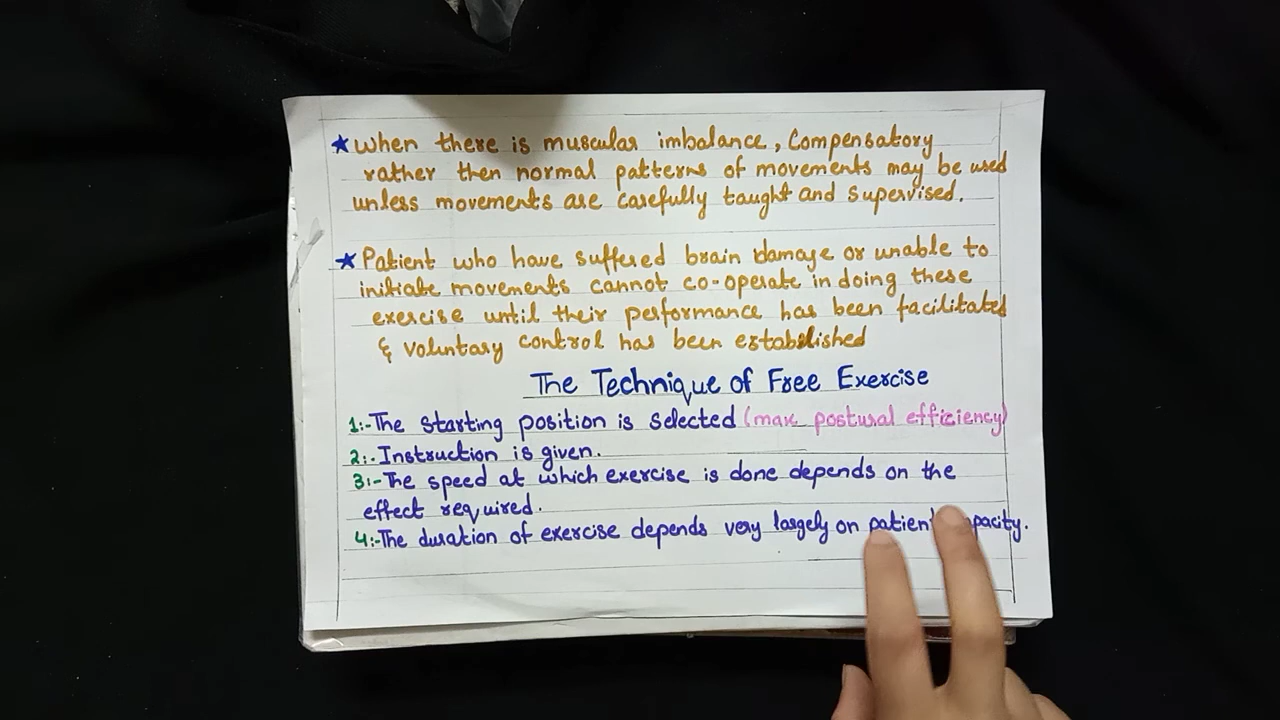 ★ When there is muscular imbalance, Compensatory
rather then normal patterns of movements may be used
unless movements are carefully taught and supervised.
★ Patient who have suffered brain damage or unable to
initiate movements cannot co-operate in doing these
exercise until their performance has been facilitated
& voluntary control has been established
The Technique of Free Exercise
1:-The starting position is selected (max postural efficiency)
2:-Instruction is given.
3:-The speed at which exercise is done depends on the
effect required.
4:-The duration of exercise depends very largely on patient